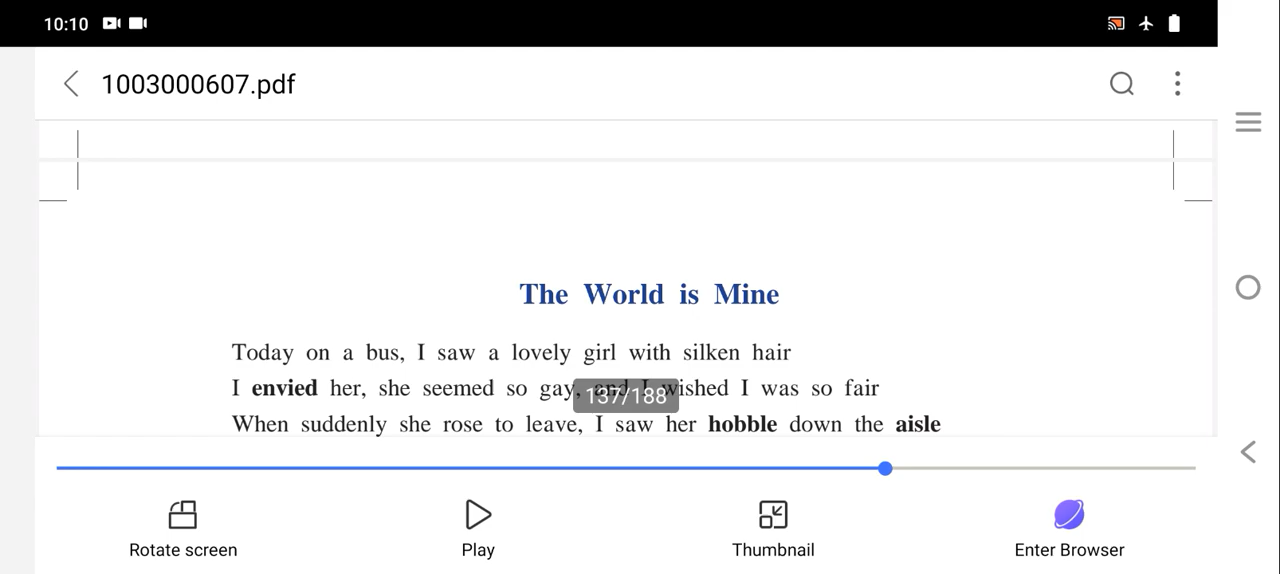 10:10
1003000607.pdf
The World is Mine
Today on a bus, I saw a lovely girl with silken hair
I envied her, she seemed so gay, and I wished I was so fair
137/188
When suddenly she rose to leave, I saw her hobble down the aisle
Rotate screen
Play
Thumbnail
Enter Browser